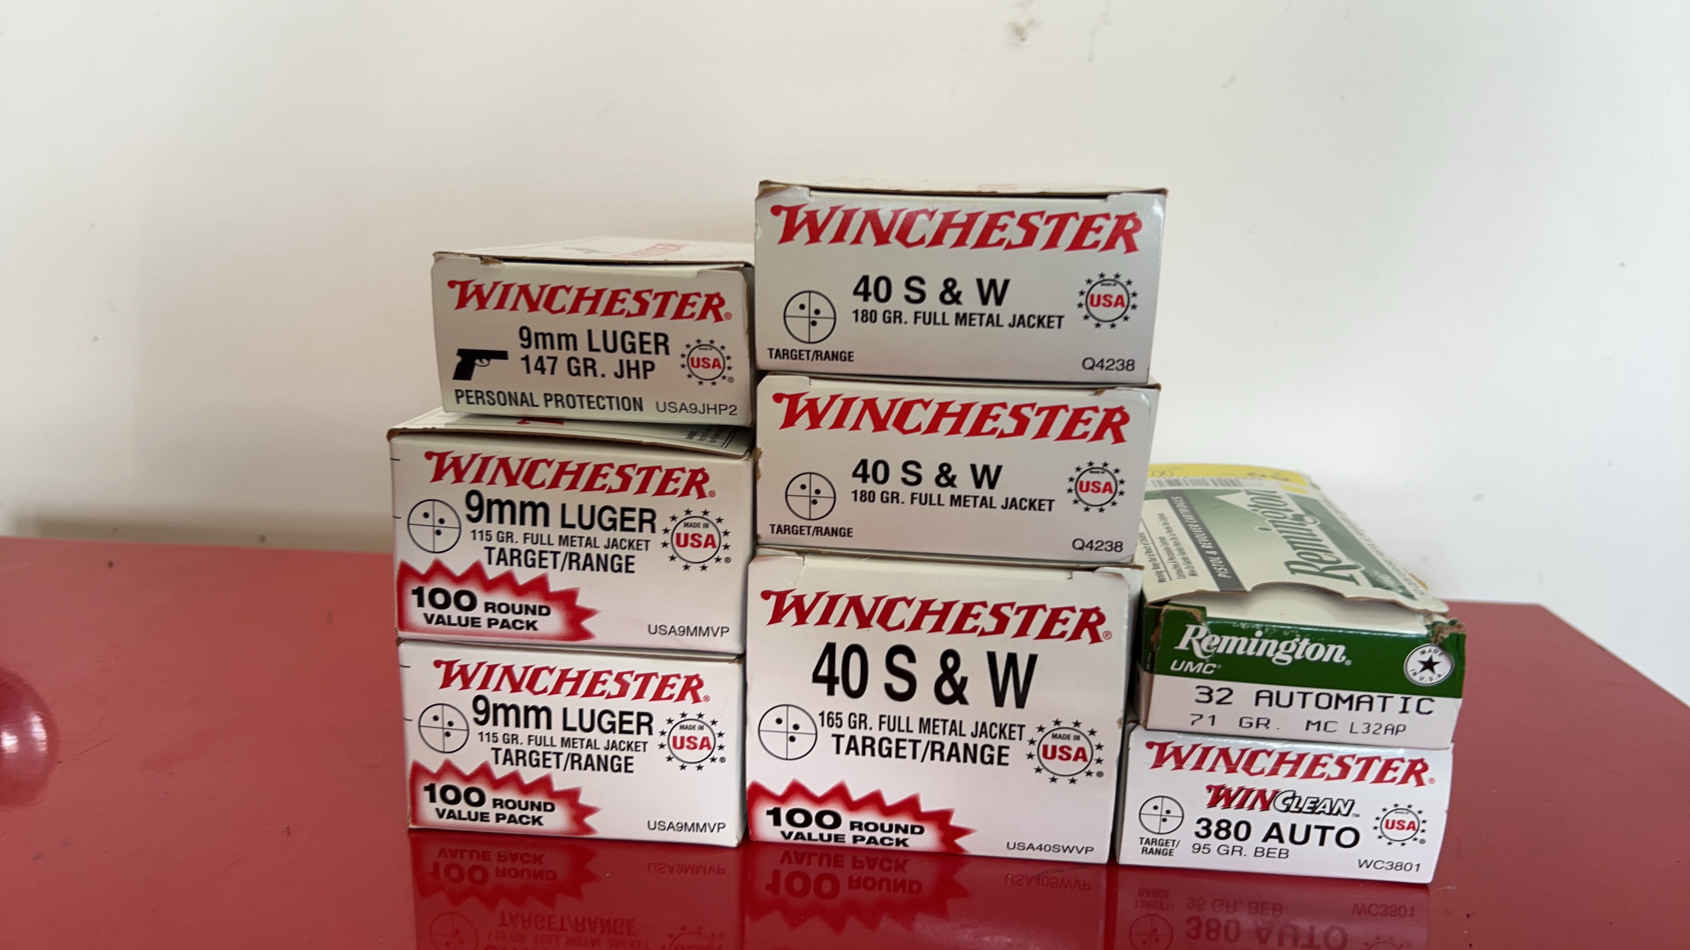 WINCHESTER
9mm LUGER
147 GR. JHP
USA
PERSONAL PROTECTION USA9JHP2
WINCHESTER
9mm LUGER
115 GR. FULL METAL JACKET
TARGET/RANGE
MADE IN
USA
100 ROUND
VALUE PACK
USA9MMVP
WINCHESTER
9mm LUGER
115 GR. FULL METAL JACKET
TARGET/RANGE
MADE IN
USA
100 ROUND
VALUE PACK
USA9MMVP
WINCHESTER
40 S & W
180 GR. FULL METAL JACKET
USA
TARGET/RANGE
Q4238
WINCHESTER
40 S & W
180 GR. FULL METAL JACKET
USA
TARGET/RANGE
Q4238
WINCHESTER
40 S & W
165 GR. FULL METAL JACKET
TARGET/RANGE
MADE IN
USA
100 ROUND
VALUE PACK
USA40SWVP
Remington
Remington
UMC
32 AUTOMATIC
71 GR. MC L32AP
WINCHESTER
WINCLEAN
380 AUTO
95 GR. BEB
TARGET/
RANGE
USA
WC3801